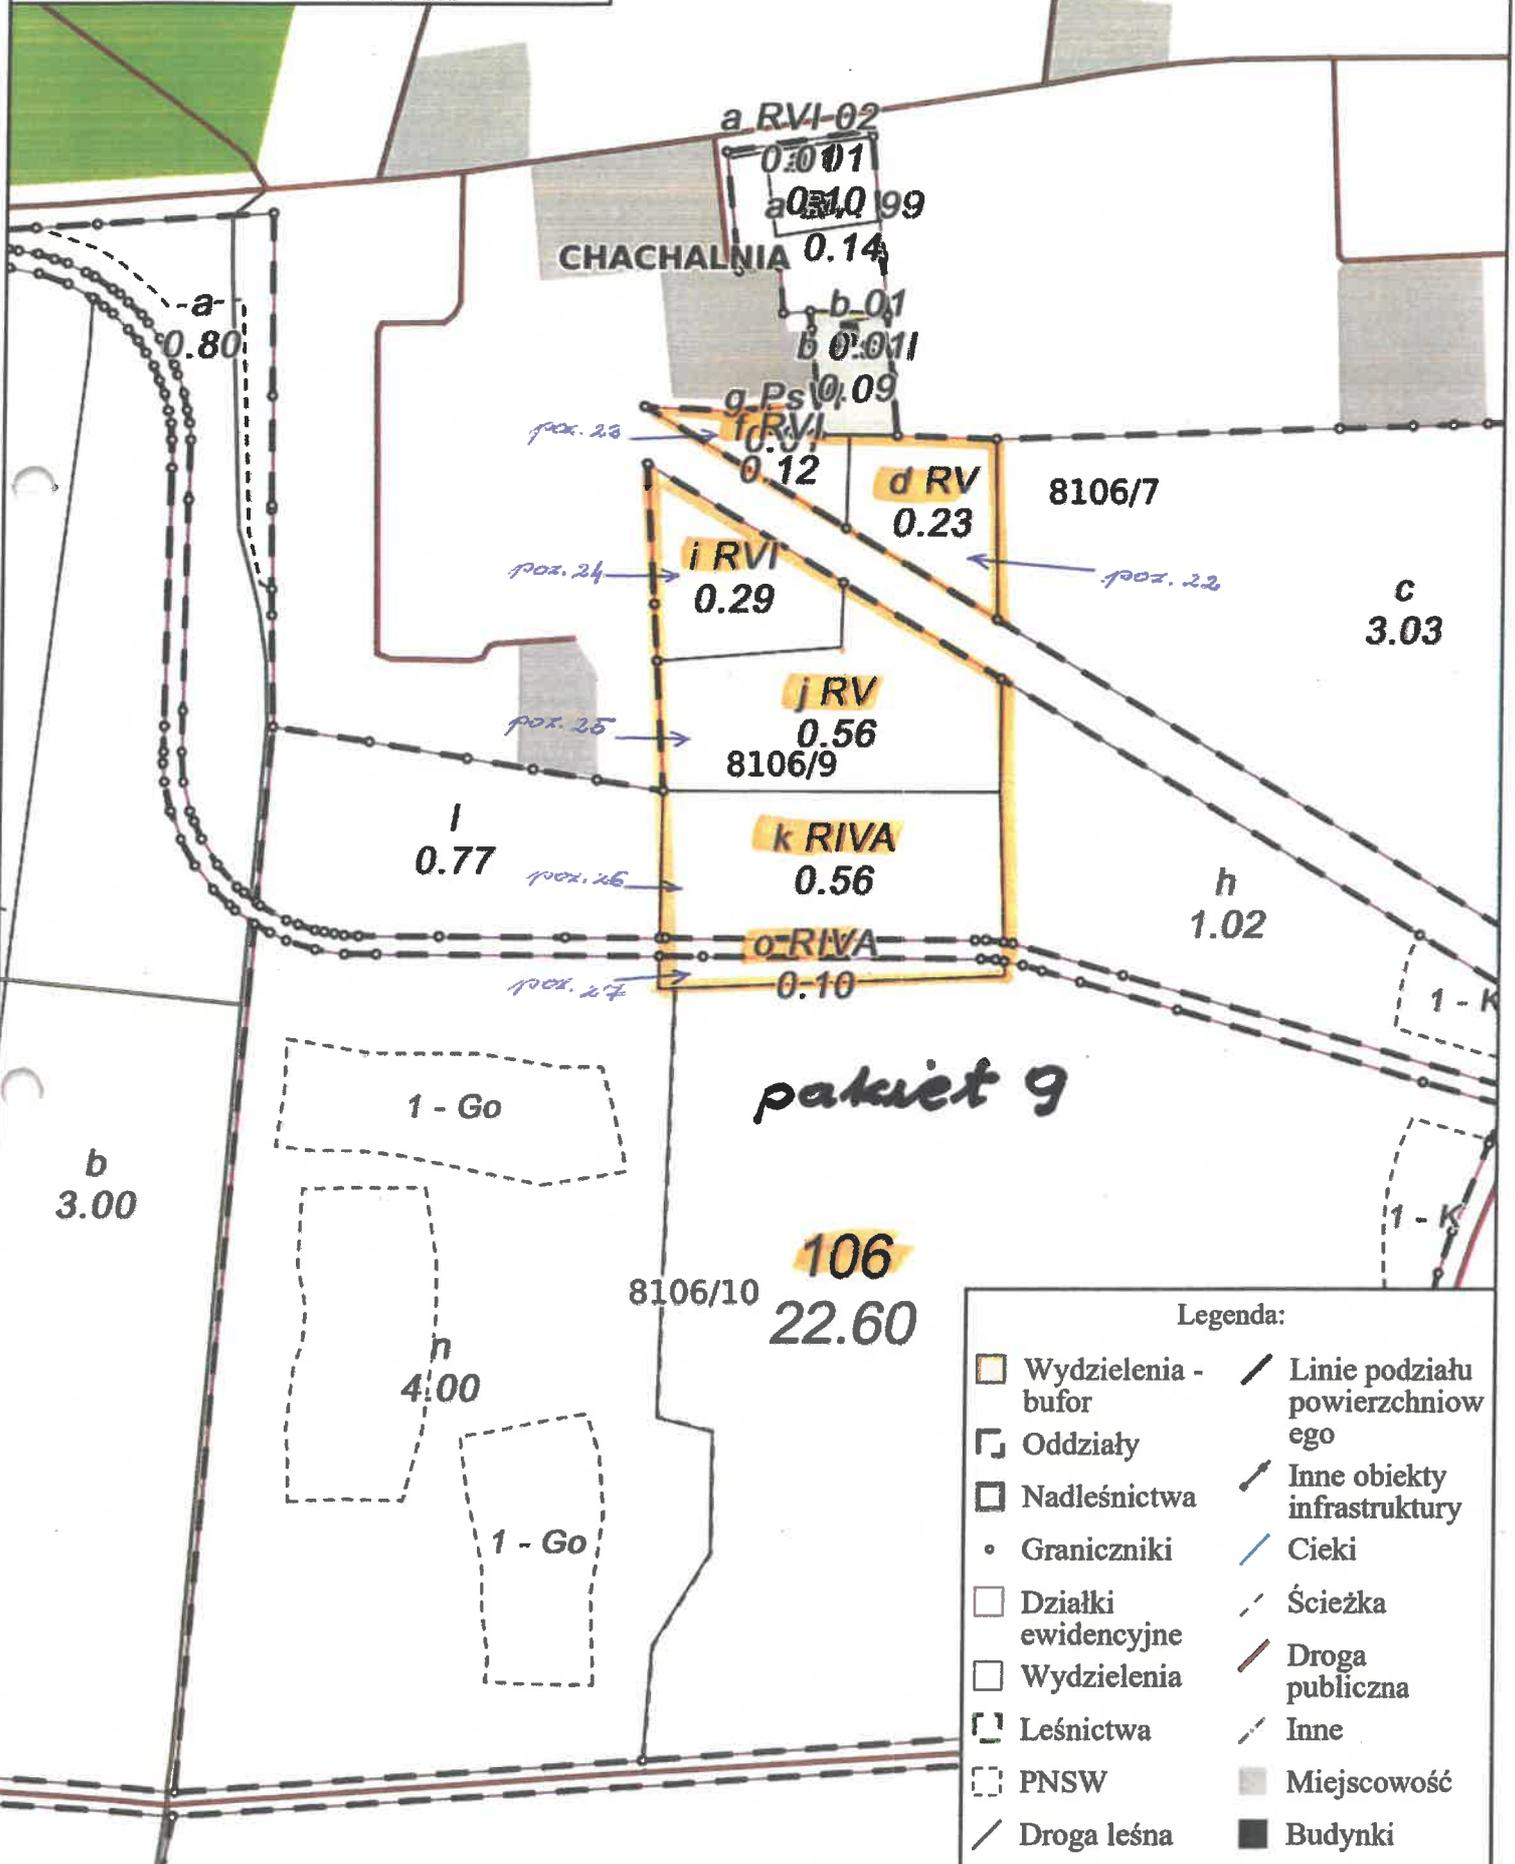 a RVI 02
0.01
0.10
99
0.14
CHACHALNIA
-a-
0.80
b 01
b 0.01
0.09
g Ps
f RVI
0.12
poz. 23
d RV
0.23
8106/7
poz. 22
i RVI
0.29
poz. 24
c
3.03
j RV
0.56
8106/9
poz. 25
l
0.77
k RIVA
0.56
poz. 26
h
1.02
o RIVA
0.10
poz. 27
1 - K
1 - Go
pakiet 9
b
3.00
1 - K
106
22.60
8106/10
n
4.00
1 - Go
Legenda:
Wydzielenia -
bufor
Oddziały
Nadleśnictwa
Graniczniki
Działki
ewidencyjne
Wydzielenia
Leśnictwa
PNSW
Droga leśna
Linie podziału
powierzchniow
ego
Inne obiekty
infrastruktury
Cieki
Ścieżka
Droga
publiczna
Inne
Miejscowość
Budynki